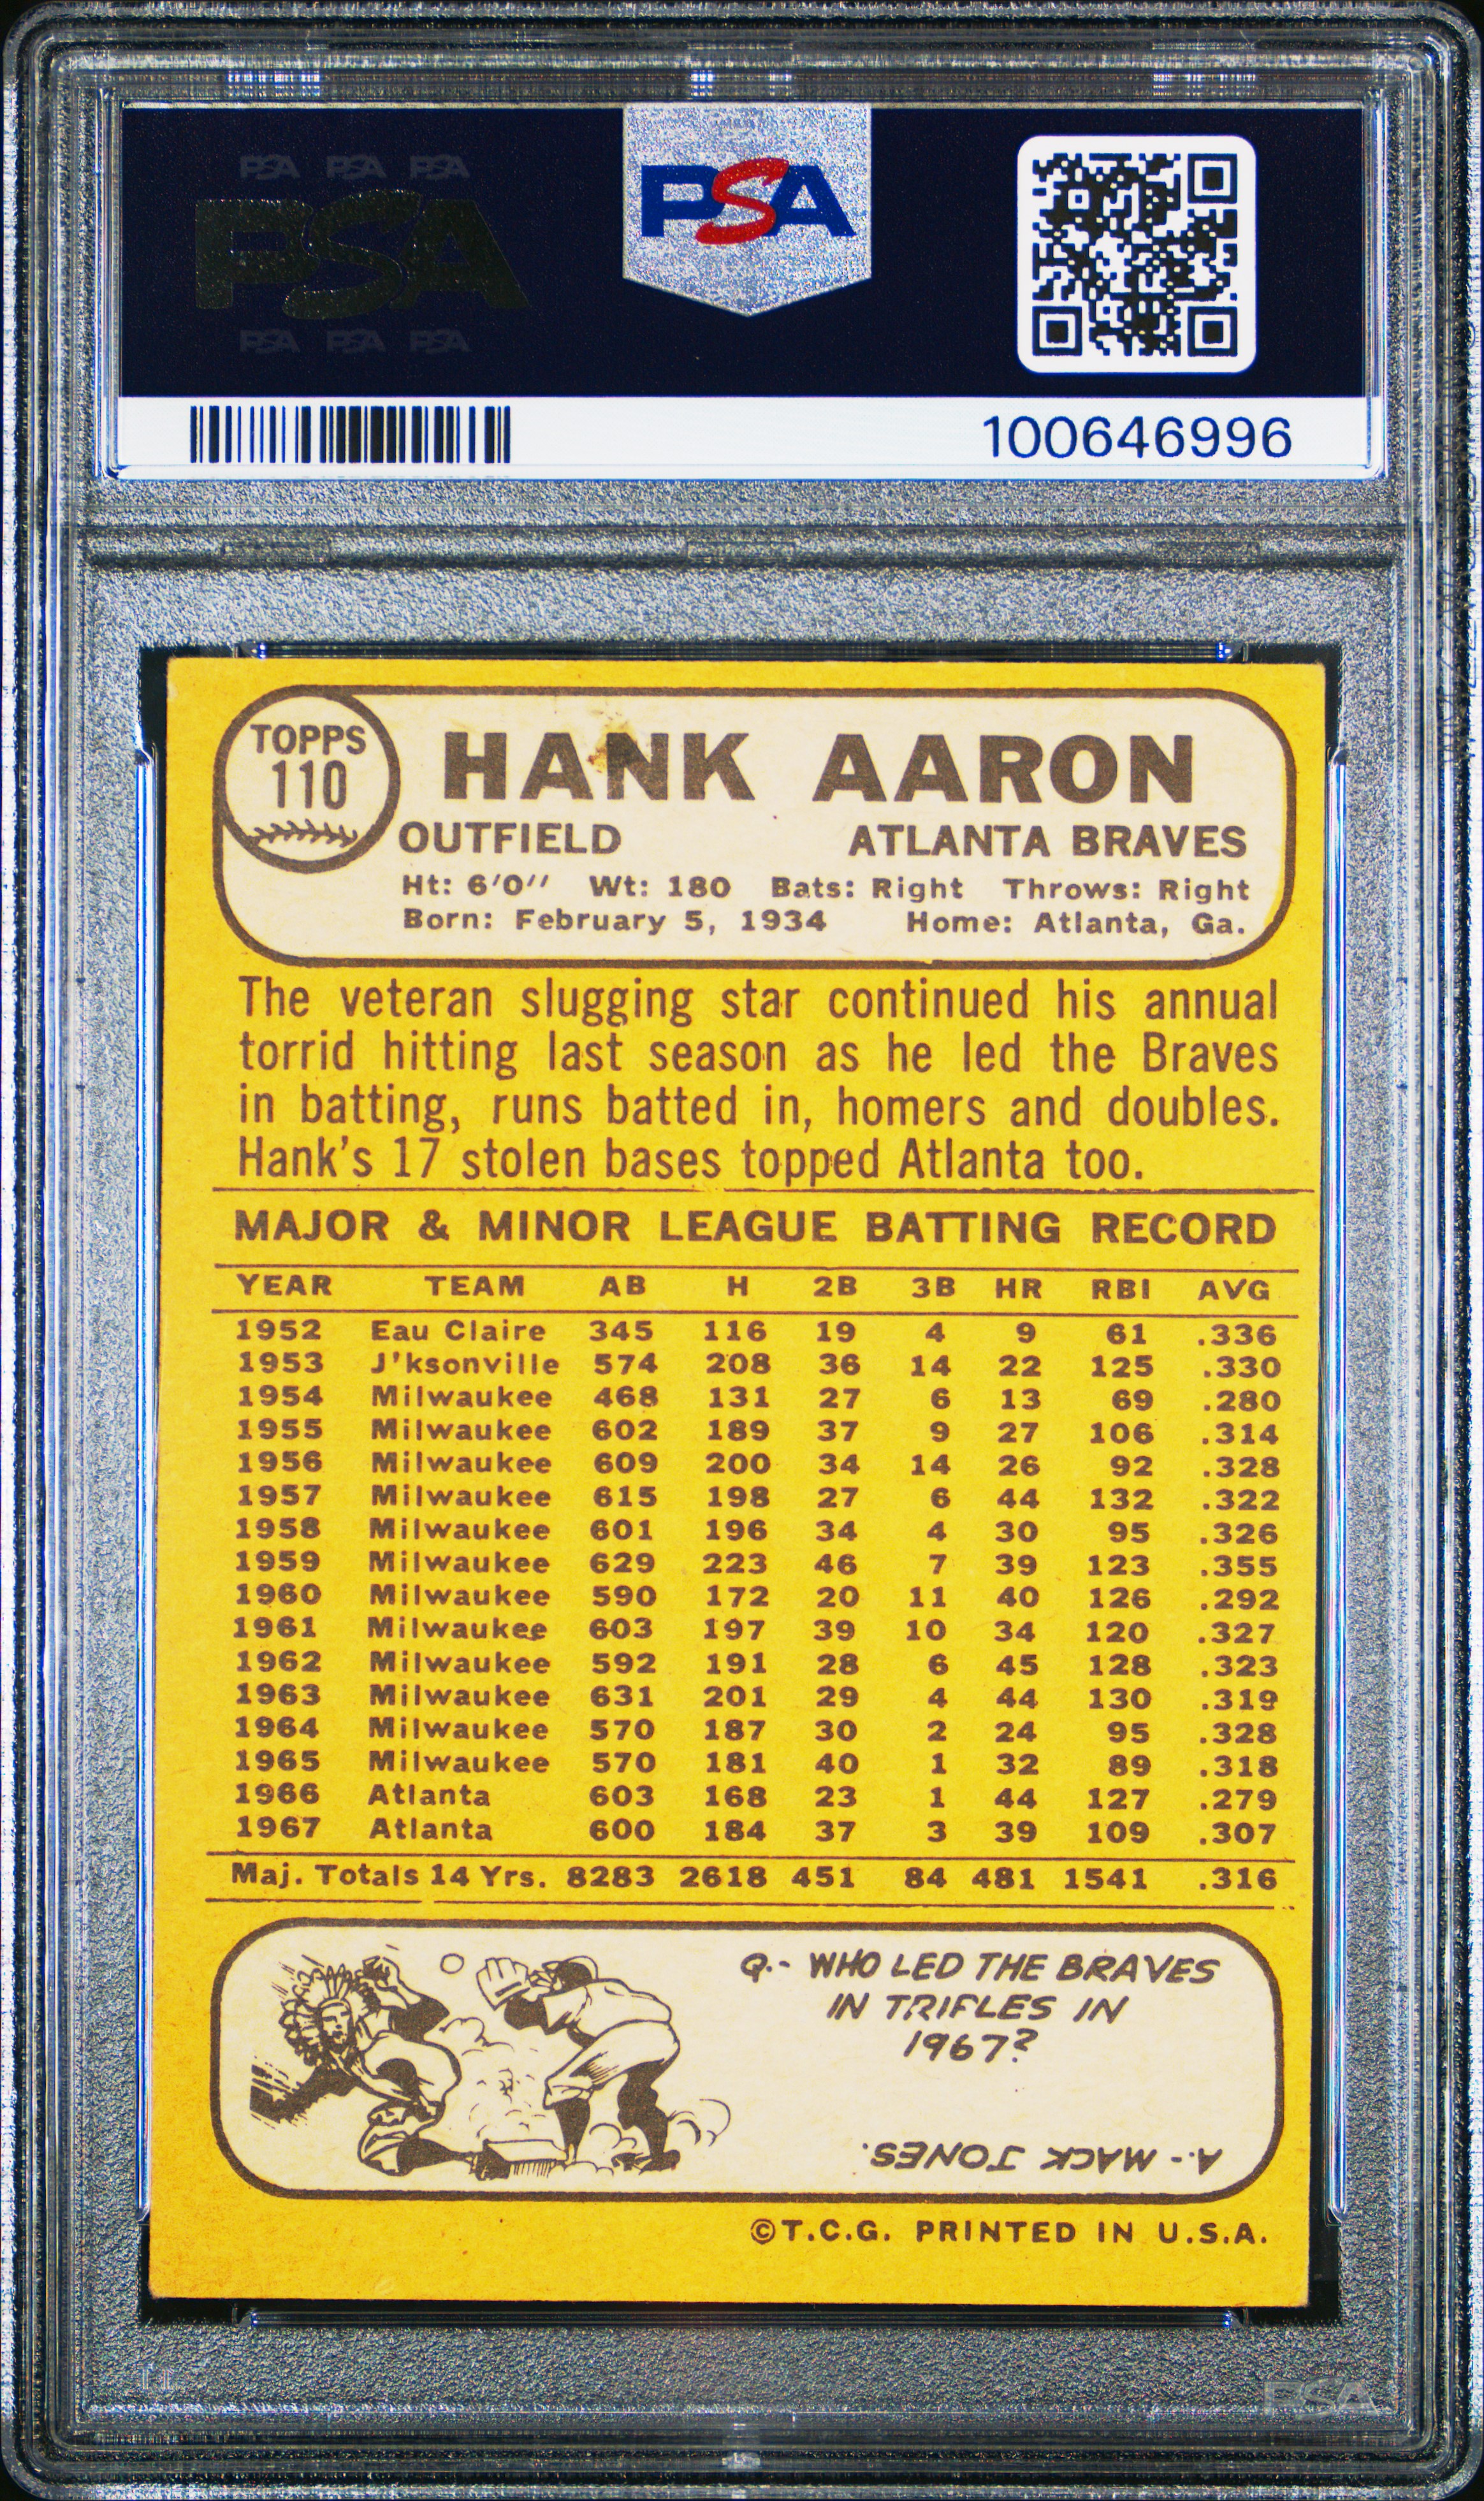 PSA PSA PSA
PSA
PSA PSA PSA
PSA
100646996
TOPPS
110
HANK AARON
OUTFIELD ATLANTA BRAVES
Ht: 6'0" Wt: 180 Bats: Right Throws: Right
Born: February 5, 1934 Home: Atlanta, Ga.
The veteran slugging star continued his annual
torrid hitting last season as he led the Braves
in batting, runs batted in, homers and doubles.
Hank's 17 stolen bases topped Atlanta too.
MAJOR & MINOR LEAGUE BATTING RECORD
YEAR TEAM AB H 2B 3B HR RBI AVG
1952 Eau Claire 345 116 19 4 9 61 .336
1953 J'ksonville 574 208 36 14 22 125 .330
1954 Milwaukee 468 131 27 6 13 69 .280
1955 Milwaukee 602 189 37 9 27 106 .314
1956 Milwaukee 609 200 34 14 26 92 .328
1957 Milwaukee 615 198 27 6 44 132 .322
1958 Milwaukee 601 196 34 4 30 95 .326
1959 Milwaukee 629 223 46 7 39 123 .355
1960 Milwaukee 590 172 20 11 40 126 .292
1961 Milwaukee 603 197 39 10 34 120 .327
1962 Milwaukee 592 191 28 6 45 128 .323
1963 Milwaukee 631 201 29 4 44 130 .319
1964 Milwaukee 570 187 30 2 24 95 .328
1965 Milwaukee 570 181 40 1 32 89 .318
1966 Atlanta 603 168 23 1 44 127 .279
1967 Atlanta 600 184 37 3 39 109 .307
Maj. Totals 14 Yrs. 8283 2618 451 84 481 1541 .316
Q.- WHO LED THE BRAVES
IN TRIPLES IN
1967?
A.- MACK JONES.
©T.C.G. PRINTED IN U.S.A.
PSA